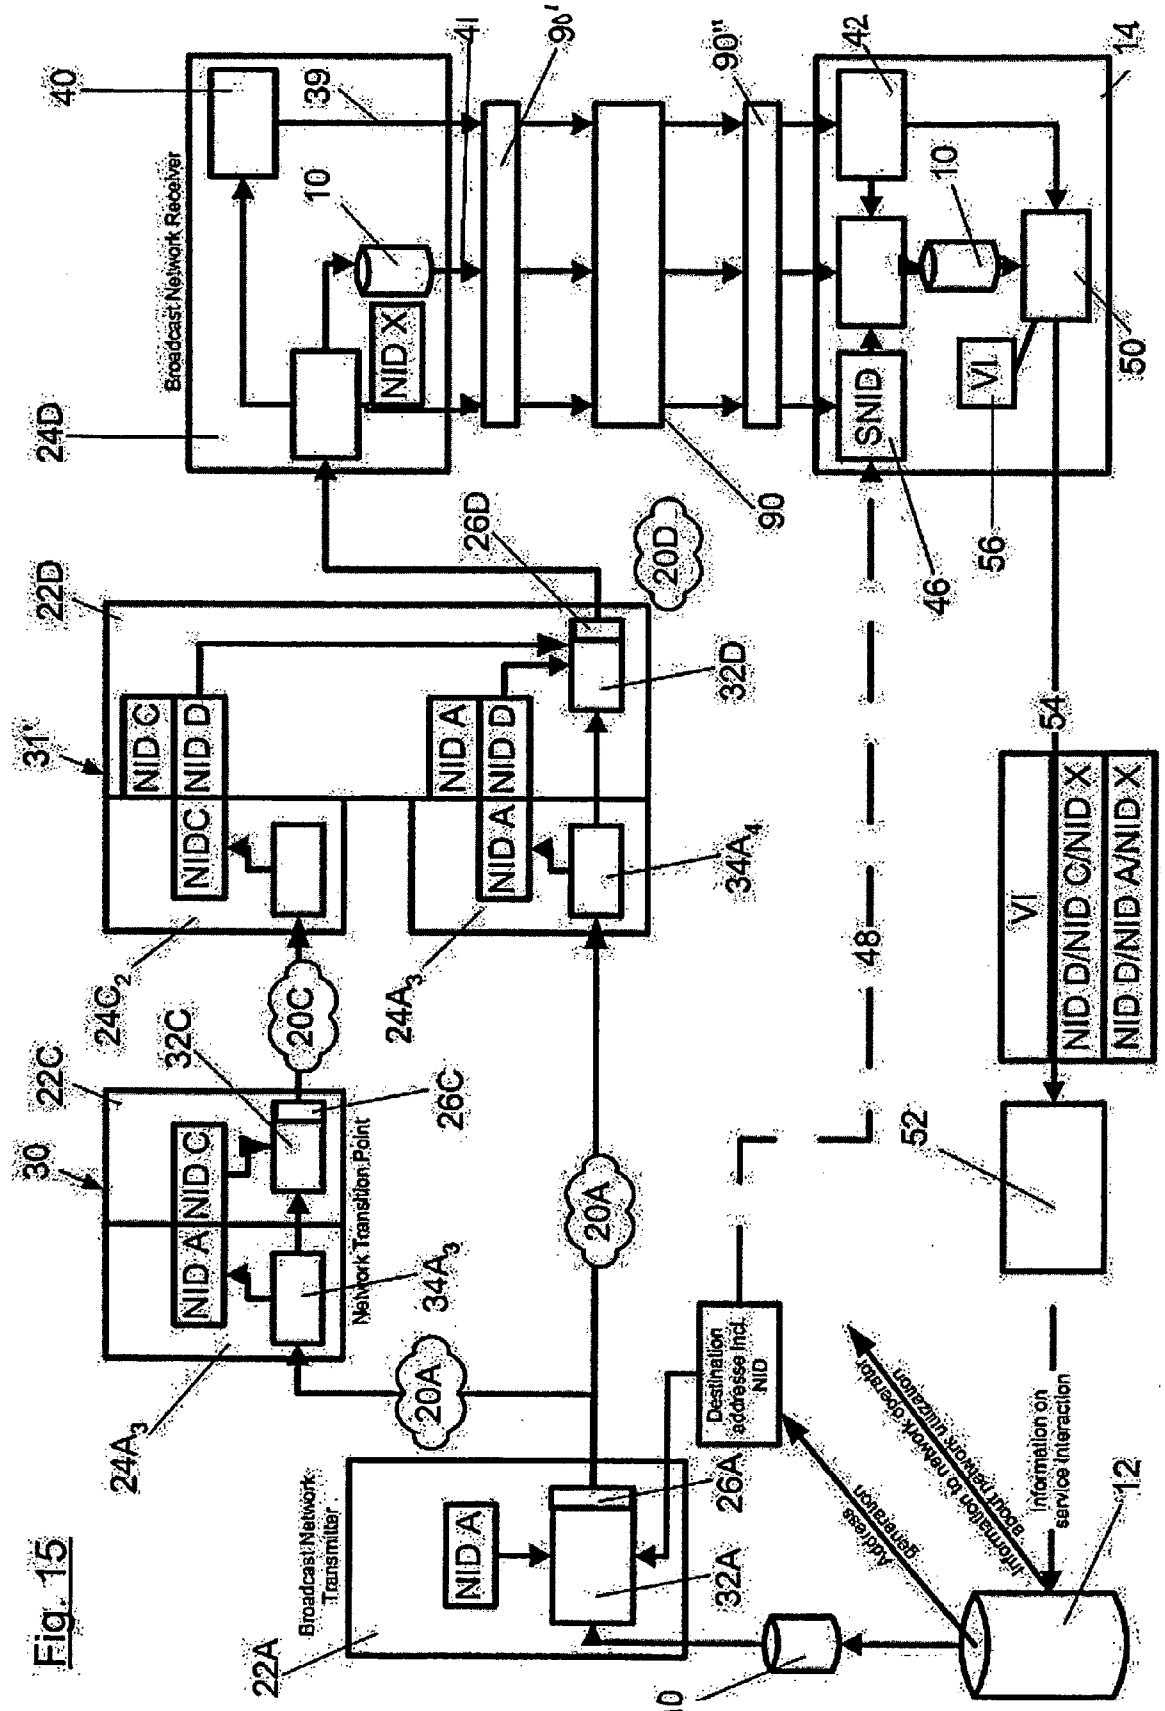 Fig. 15
22A
Broadcast Network
Transmitter
NID A
26A
32A
12
Address
generation
Information to network operator
about network utilization
Information on
service interaction
Destination
addresse Incl.
NID
20A
20A
24A3
30
22C
NID A
NID C
34A3
Network Transition Point
32C
26C
20C
24C2
31'
22D
NIDC
NID C
NID D
24A3
NID A
NID A
NID D
34A4
32D
26D
20D
24D
Broadcast Network Receiver
40
39
10
NID X
41
90'
90
90"
42
14
SNID
46
10
VI
56
50
48
54
VI
NID D/NID C/NID X
NID D/NID A/NID X
52